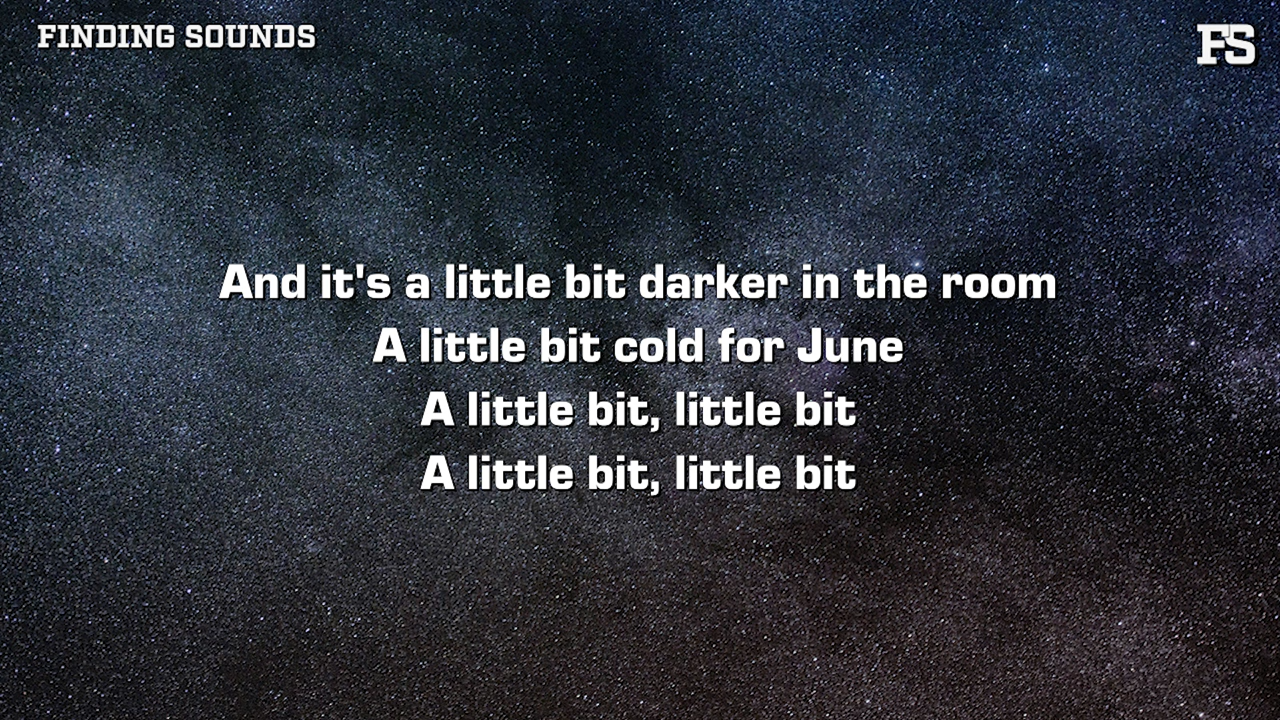 FINDING SOUNDS
FS
And it's a little bit darker in the room
A little bit cold for June
A little bit, little bit
A little bit, little bit